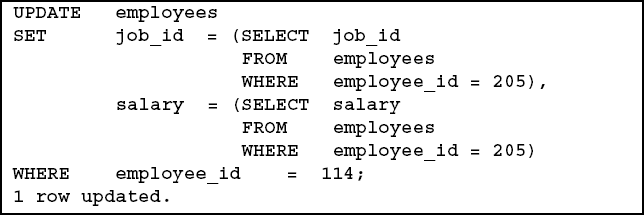 UPDATE employees
SET job_id = (SELECT job_id
FROM employees
WHERE employee_id = 205),
salary = (SELECT salary
FROM employees
WHERE employee_id = 205)
WHERE employee_id = 114;
1 row updated.